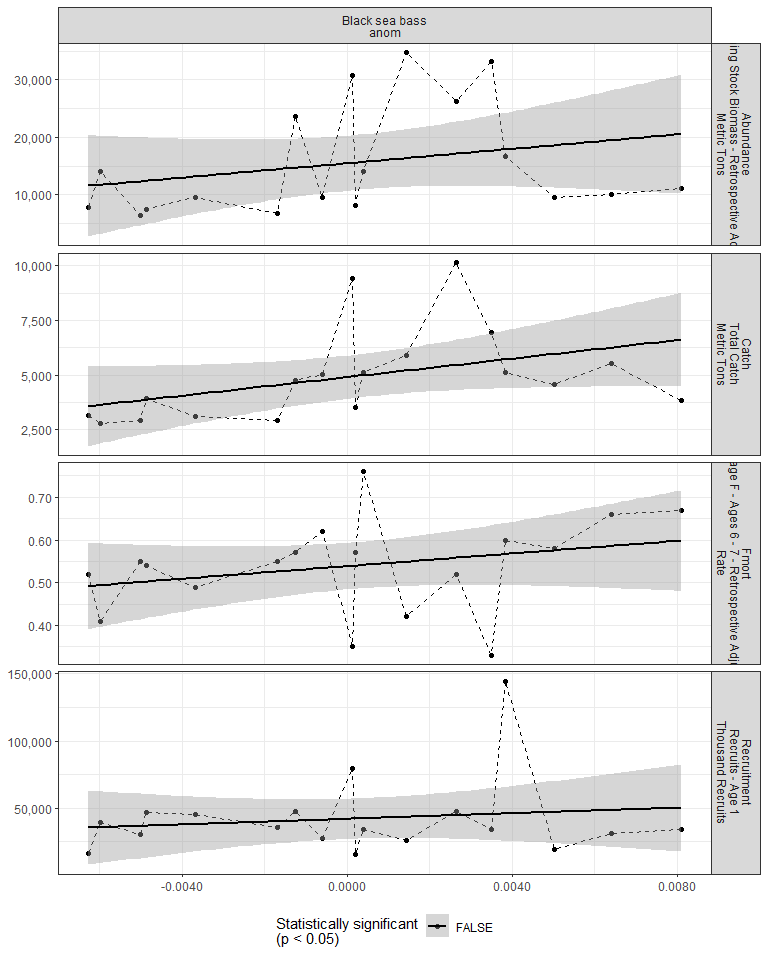 Black sea bass
anom
30,000
20,000
10,000
Abundance
ing Stock Biomass - Retrospective Ad
Metric Tons
10,000
7,500
5,000
2,500
Catch
Total Catch
Metric Tons
0.70
0.60
0.50
0.40
Fmort
age F - Ages 6 - 7 - Retrospective Adju
Rate
150,000
100,000
50,000
Recruitment
Recruits - Age 1
Thousand Recruits
-0.0040
0.0000
0.0040
0.0080
Statistically significant
(p < 0.05)
FALSE